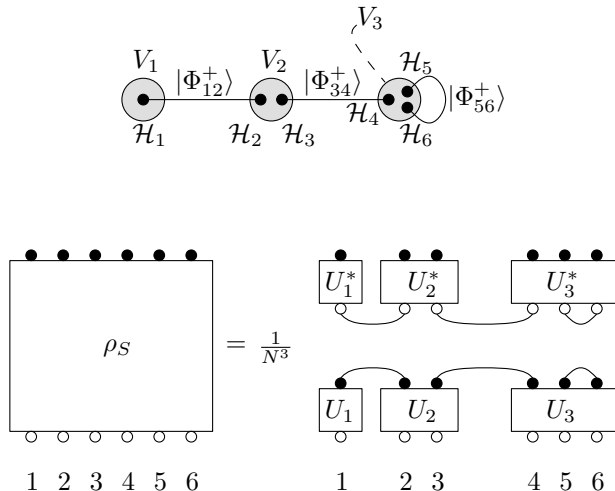 V₃
V₁ V₂ ℋ₅
|Φ⁺₁₂⟩ |Φ⁺₃₄⟩ |Φ⁺₅₆⟩
ℋ₁ ℋ₂ ℋ₃ ℋ₄ ℋ₆
U₁* U₂* U₃*
ρ_S = 1/N³
U₁ U₂ U₃
1 2 3 4 5 6 1 2 3 4 5 6